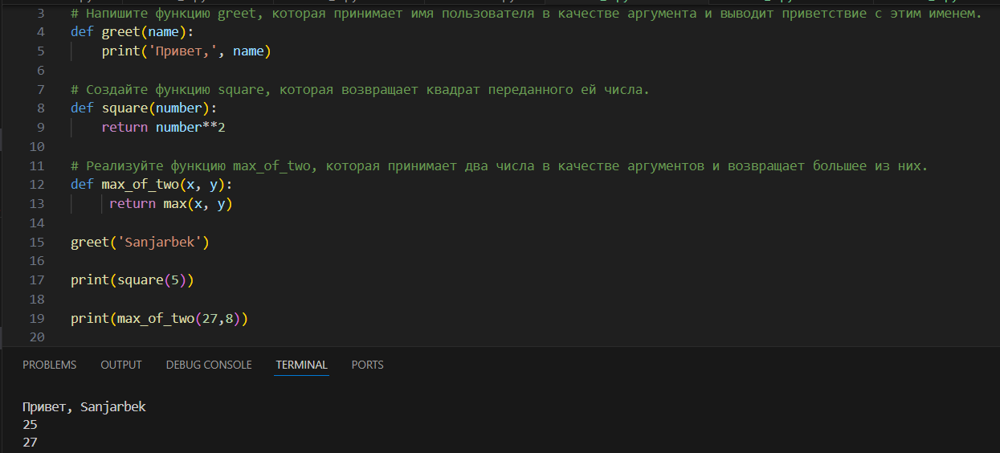 3 # Напишите функцию greet, которая принимает имя пользователя в качестве аргумента и выводит приветствие с этим именем.
4 def greet(name):
5     print('Привет,', name)
6
7 # Создайте функцию square, которая возвращает квадрат переданного ей числа.
8 def square(number):
9     return number**2
10
11 # Реализуйте функцию max_of_two, которая принимает два числа в качестве аргументов и возвращает большее из них.
12 def max_of_two(x, y):
13      return max(x, y)
14
15 greet('Sanjarbek')
16
17 print(square(5))
18
19 print(max_of_two(27,8))
20
PROBLEMS OUTPUT DEBUG CONSOLE TERMINAL PORTS
Привет, Sanjarbek
25
27